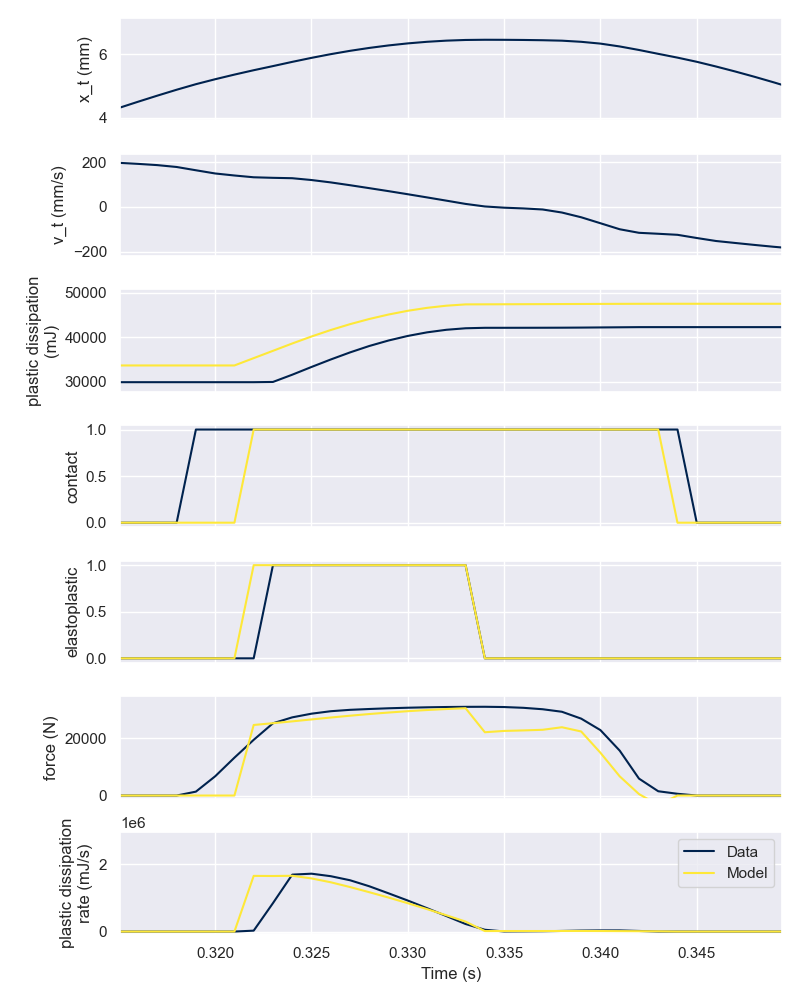 x_t (mm)
6
4
v_t (mm/s)
200
0
−200
plastic dissipation
(mJ)
50000
40000
30000
contact
1.0
0.5
0.0
elastoplastic
1.0
0.5
0.0
force (N)
20000
0
1e6
plastic dissipation
rate (mJ/s)
2
0
Data
Model
0.320 0.325 0.330 0.335 0.340 0.345
Time (s)